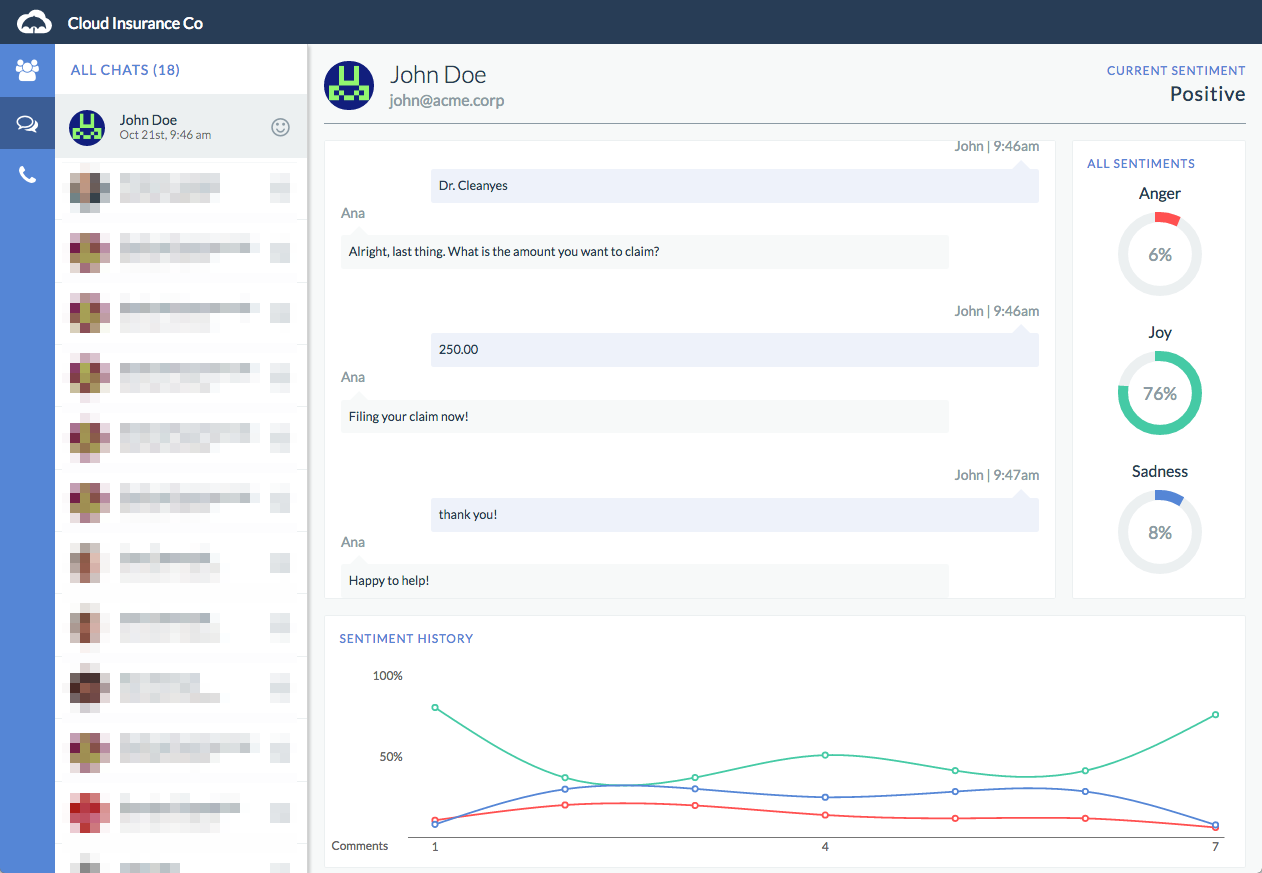 Cloud Insurance Co
ALL CHATS (18)
John Doe
Oct 21st, 9:46 am
John Doe
john@acme.corp
CURRENT SENTIMENT
Positive
John | 9:46am
Dr. Cleanyes
Ana
Alright, last thing. What is the amount you want to claim?
John | 9:46am
250.00
Ana
Filing your claim now!
John | 9:47am
thank you!
Ana
Happy to help!
ALL SENTIMENTS
Anger
6%
Joy
76%
Sadness
8%
SENTIMENT HISTORY
100%
50%
Comments
1
4
7